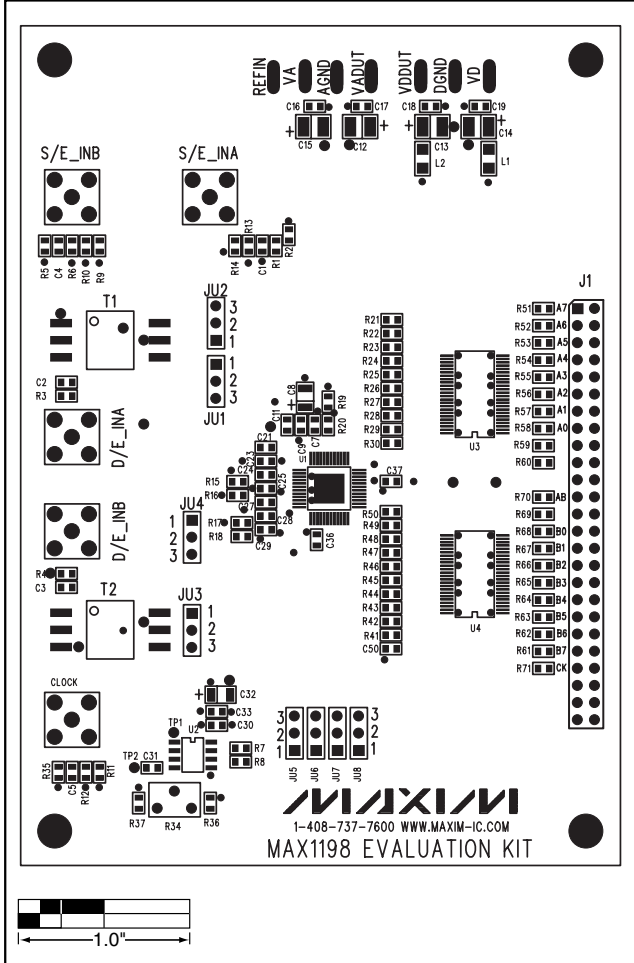 REFIN VA AGND VADUT VDDUT DGND VD
C16 C17 C18 C19
+ + + +
C15 C12 C13 C14
L2 L1
S/E_INB S/E_INA
R5 C4 R6 R10 R9
R14 R13 C1 R1 R2
J1
T1
JU2
3
2
1
1
2
3
JU1
C2
R3
D/E_INA
R21
R22
R23
R24
R25
R26
R27
R28
R29
R30
R51 A7
R52 A6
R53 A5
R54 A4
R55 A3
R56 A2
R57 A1
R58 A0
R59
R60
U3
C8
+
R19
C11 C9 C7 R20
U1
C21
C23
C24
R15 C25
R16
C27
R17 C28
R18
C29
C36
C37
D/E_INB
JU4
1
2
3
R4
C3
R50
R49
R48
R47
R46
R45
R44
R43
R42
R41
C50
R70 AB
R69
R68 B0
R67 B1
R66 B2
R65 B3
R64 B4
R63 B5
R62 B6
R61 B7
R71 CK
U4
T2
JU3
1
2
3
CLOCK
R35 C5 R12 R11
+ C32
C33
C30
TP1 U2
TP2 C31
R7
R8
R37 R34 R36
3 3
2 2
1 1
JU5 JU6 JU7 JU8
MAXIM
1-408-737-7600 WWW.MAXIM-IC.COM
MAX1198 EVALUATION KIT
1.0"